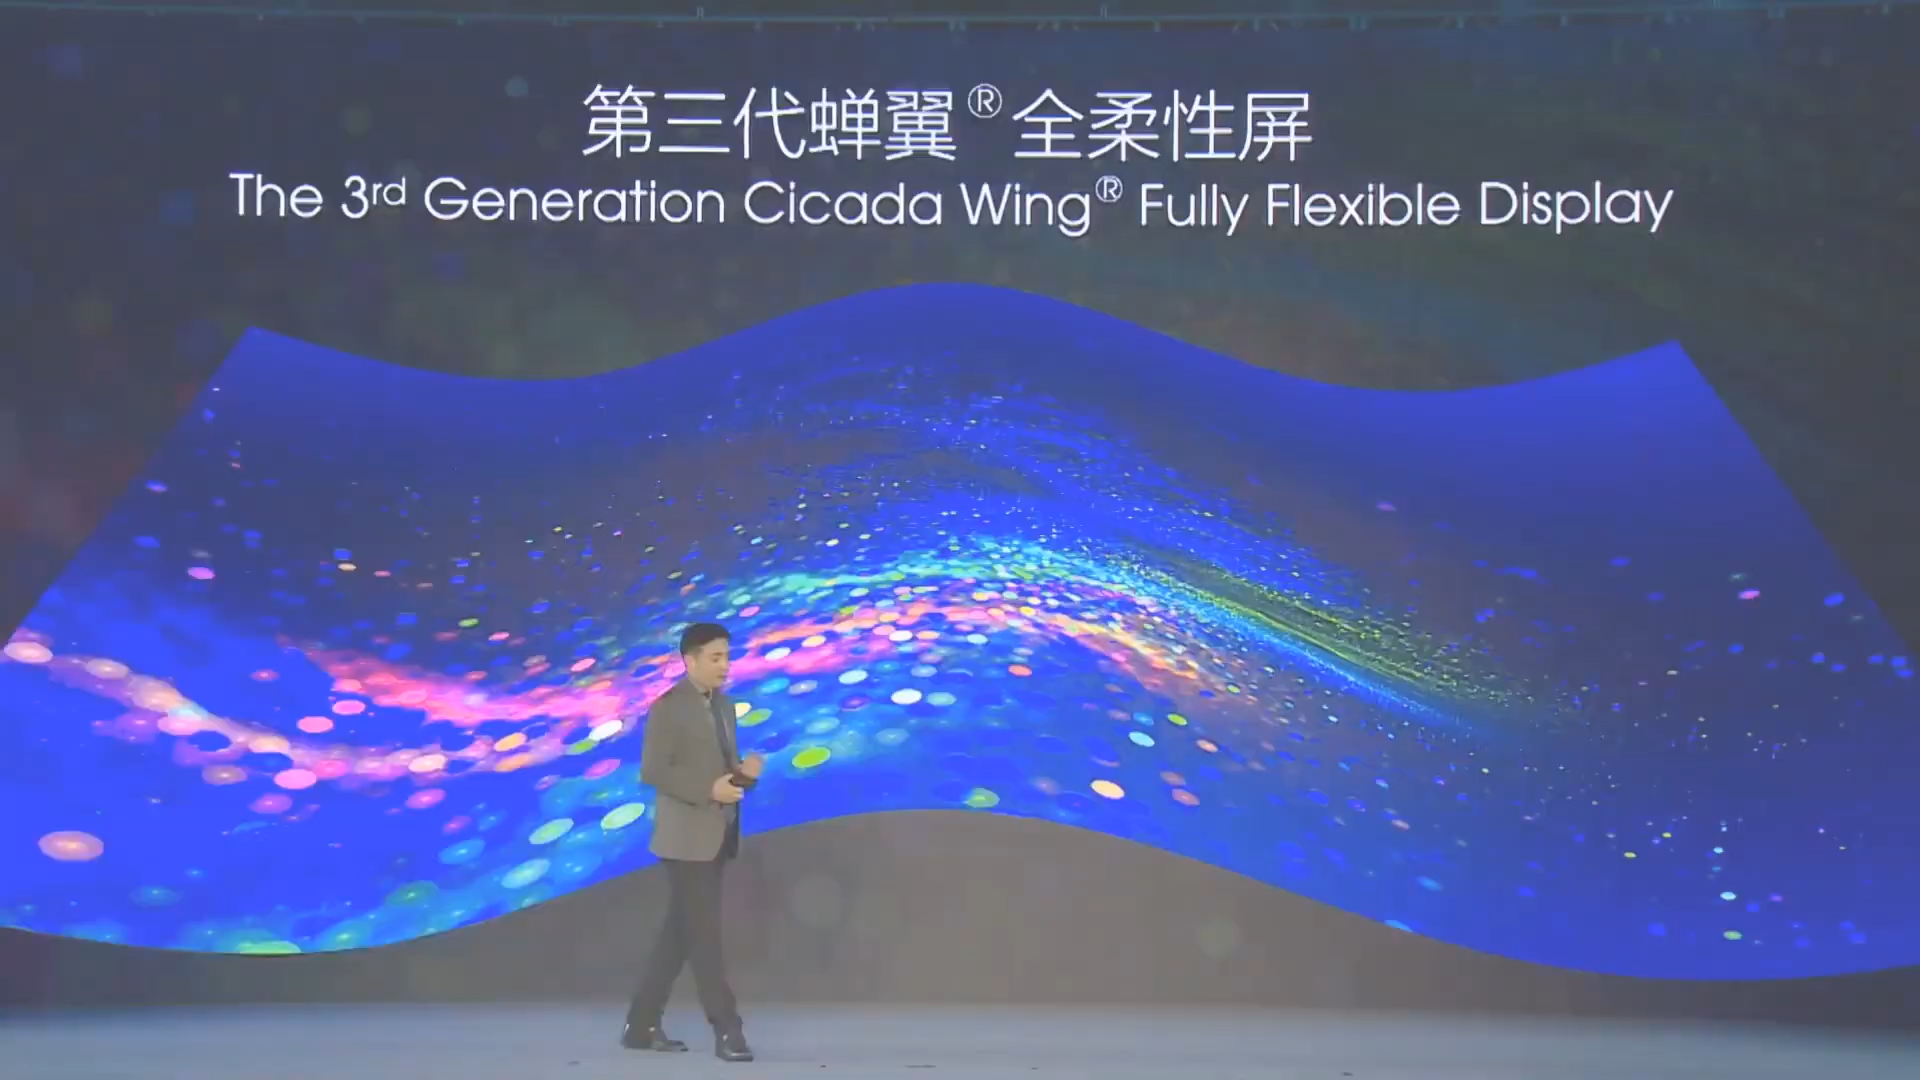 第三代蝉翼®全柔性屏
The 3rd Generation Cicada Wing® Fully Flexible Display